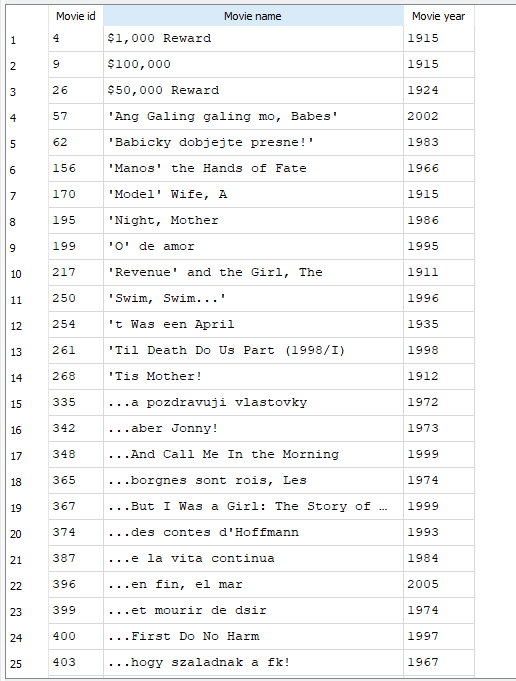 Movie id Movie name Movie year
1 4 $1,000 Reward 1915
2 9 $100,000 1915
3 26 $50,000 Reward 1924
4 57 'Ang Galing galing mo, Babes' 2002
5 62 'Babicky dobjejte presne!' 1983
6 156 'Manos' the Hands of Fate 1966
7 170 'Model' Wife, A 1915
8 195 'Night, Mother 1986
9 199 'O' de amor 1995
10 217 'Revenue' and the Girl, The 1911
11 250 'Swim, Swim...' 1996
12 254 't Was een April 1935
13 261 'Til Death Do Us Part (1998/I) 1998
14 268 'Tis Mother! 1912
15 335 ...a pozdravuji vlastovky 1972
16 342 ...aber Jonny! 1973
17 348 ...And Call Me In the Morning 1999
18 365 ...borgnes sont rois, Les 1974
19 367 ...But I Was a Girl: The Story of … 1999
20 374 ...des contes d'Hoffmann 1993
21 387 ...e la vita continua 1984
22 396 ...en fin, el mar 2005
23 399 ...et mourir de dsir 1974
24 400 ...First Do No Harm 1997
25 403 ...hogy szaladnak a fk! 1967